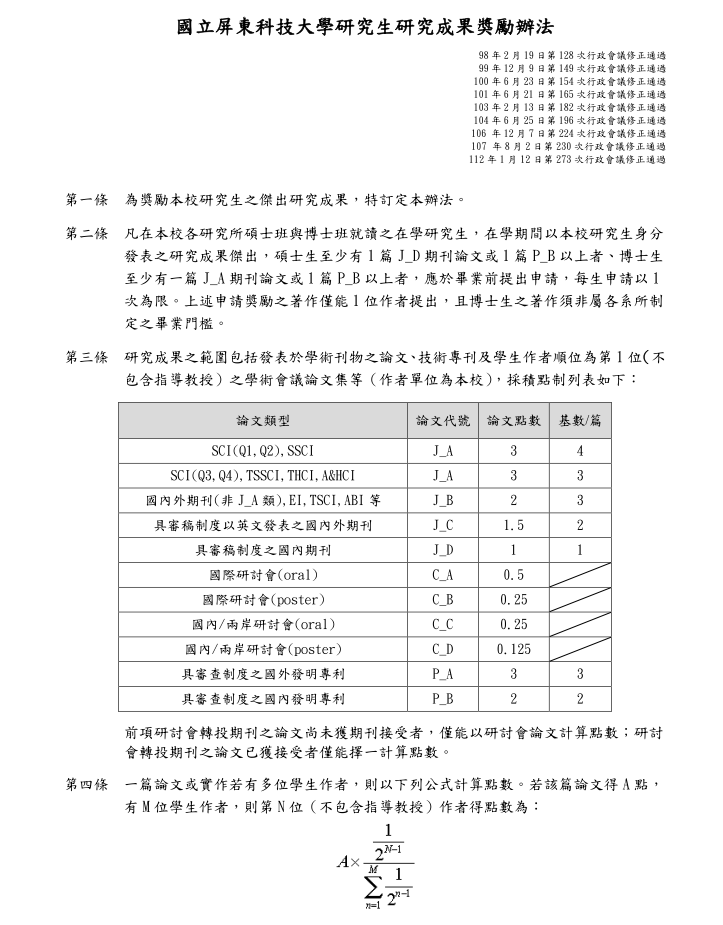 國立屏東科技大學研究生研究成果獎勵辦法
98 年 2 月 19 日第 128 次行政會議修正通過
99 年 12 月 9 日第 149 次行政會議修正通過
100 年 6 月 23 日第 154 次行政會議修正通過
101 年 6 月 21 日第 165 次行政會議修正通過
103 年 2 月 13 日第 182 次行政會議修正通過
104 年 6 月 25 日第 196 次行政會議修正通過
106 年 12 月 7 日第 224 次行政會議修正通過
107 年 8 月 2 日第 230 次行政會議修正通過
112 年 1 月 12 日第 273 次行政會議修正通過
第一條 為獎勵本校研究生之傑出研究成果，特訂定本辦法。
第二條 凡在本校各研究所碩士班與博士班就讀之在學研究生，在學期間以本校研究生身分
發表之研究成果傑出，碩士生至少有 1 篇 J_D 期刊論文或 1 篇 P_B 以上者、博士生
至少有一篇 J_A 期刊論文或 1 篇 P_B 以上者，應於畢業前提出申請，每生申請以 1
次為限。上述申請獎勵之著作僅能 1 位作者提出，且博士生之著作須非屬各系所制
定之畢業門檻。
第三條 研究成果之範圍包括發表於學術刊物之論文、技術專刊及學生作者順位為第 1 位(不
包含指導教授）之學術會議論文集等（作者單位為本校），採積點制列表如下：
論文類型 論文代號 論文點數 基數/篇
SCI(Q1,Q2),SSCI J_A 3 4
SCI(Q3,Q4),TSSCI,THCI,A&HCI J_A 3 3
國內外期刊(非 J_A 類),EI,TSCI,ABI 等 J_B 2 3
具審稿制度以英文發表之國內外期刊 J_C 1.5 2
具審稿制度之國內期刊 J_D 1 1
國際研討會(oral) C_A 0.5
國際研討會(poster) C_B 0.25
國內/兩岸研討會(oral) C_C 0.25
國內/兩岸研討會(poster) C_D 0.125
具審查制度之國外發明專利 P_A 3 3
具審查制度之國內發明專利 P_B 2 2
前項研討會轉投期刊之論文尚未獲期刊接受者，僅能以研討會論文計算點數；研討
會轉投期刊之論文已獲接受者僅能擇一計算點數。
第四條 一篇論文或實作若有多位學生作者，則以下列公式計算點數。若該篇論文得 A 點，
有 M 位學生作者，則第 N 位（不包含指導教授）作者得點數為：
1
2^{N-1}
A×
M
∑
n=1
1
2^{n-1}